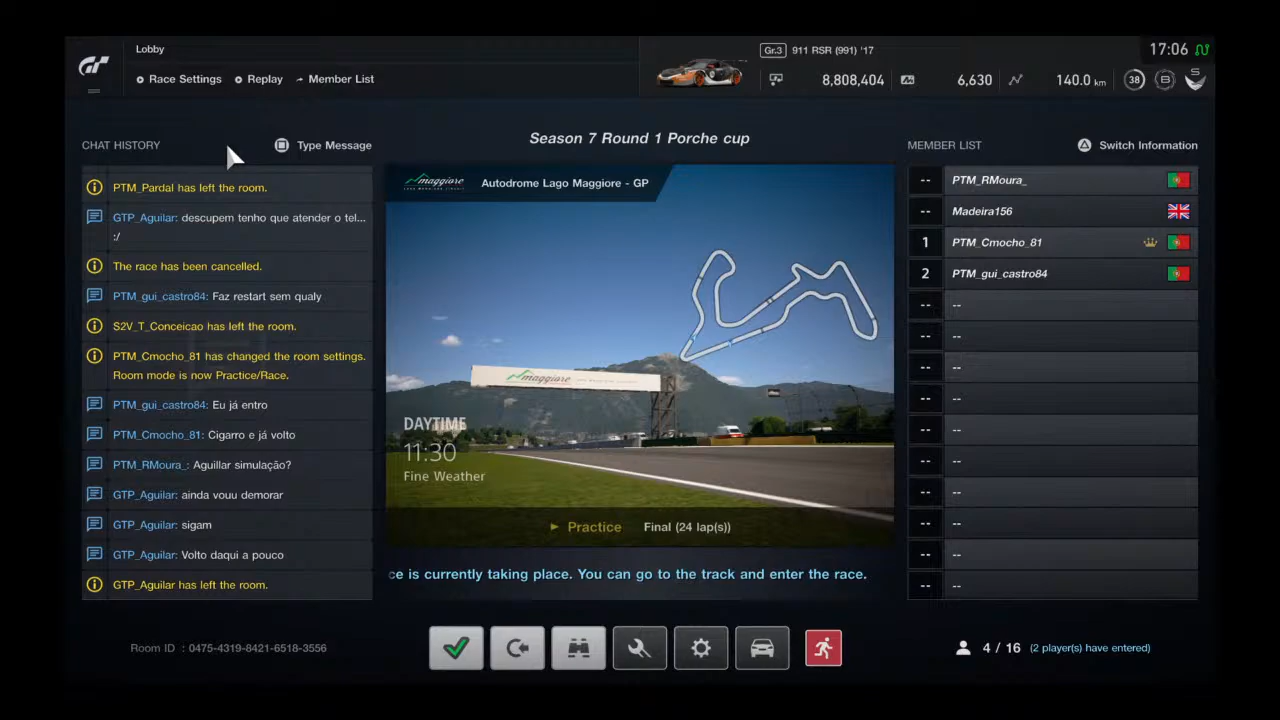 Lobby
Race Settings
Replay
Member List
Gr.3
911 RSR (991) '17
17:06
8,808,404
6,630
140.0 km
38
B
S
CHAT HISTORY
Type Message
Season 7 Round 1 Porche cup
MEMBER LIST
Switch Information
PTM_Pardal has left the room.
GTP_Aguilar: descupem tenho que atender o tel...
:/
The race has been cancelled.
PTM_gui_castro84: Faz restart sem qualy
S2V_T_Conceicao has left the room.
PTM_Cmocho_81 has changed the room settings.
Room mode is now Practice/Race.
PTM_gui_castro84: Eu já entro
PTM_Cmocho_81: Cigarro e já volto
PTM_RMoura_: Aguillar simulação?
GTP_Aguilar: ainda vouu demorar
GTP_Aguilar: sigam
GTP_Aguilar: Volto daqui a pouco
GTP_Aguilar has left the room.
maggiore
Autodrome Lago Maggiore - GP
maggiore
DAYTIME
11:30
Fine Weather
Practice
Final (24 lap(s))
ce is currently taking place. You can go to the track and enter the race.
-- PTM_RMoura_
-- Madeira156
1 PTM_Cmocho_81
2 PTM_gui_castro84
-- --
-- --
-- --
-- --
-- --
-- --
-- --
-- --
-- --
-- --
Room ID : 0475-4319-8421-6518-3556
4 / 16 (2 player(s) have entered)